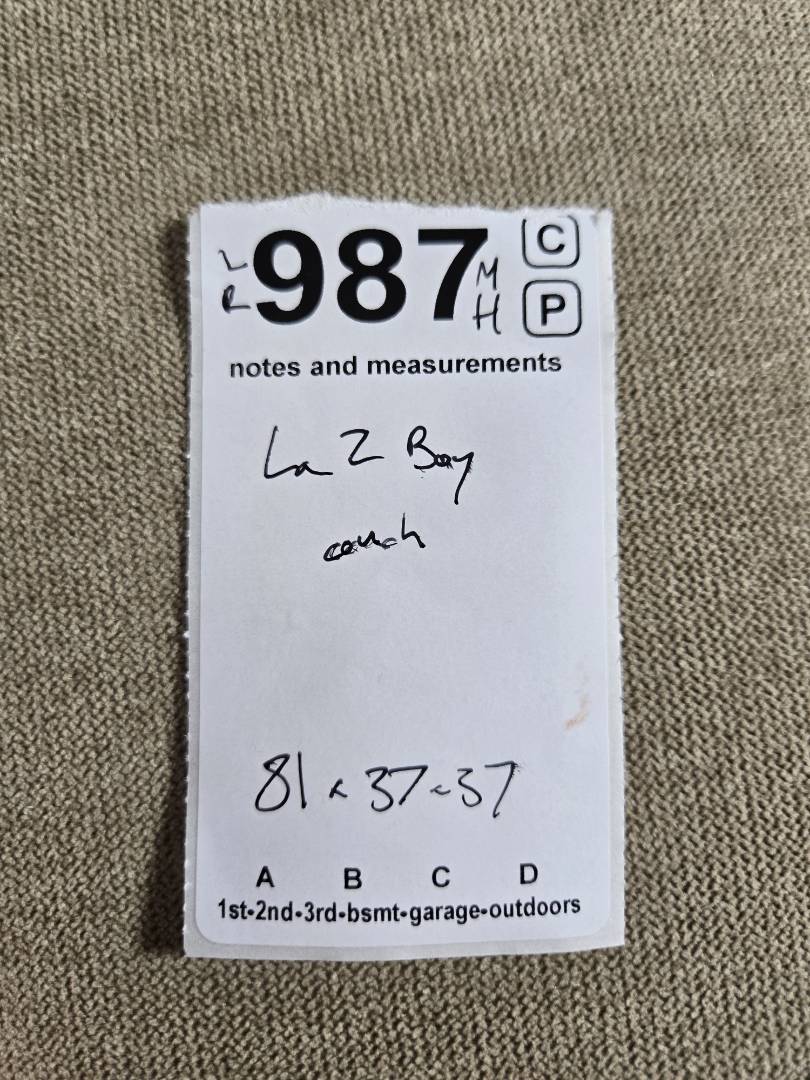 L R 987 M H C
P
notes and measurements
La Z Boy
couch
81 x 37 x 37
A B C D
1st-2nd-3rd-bsmt-garage-outdoors